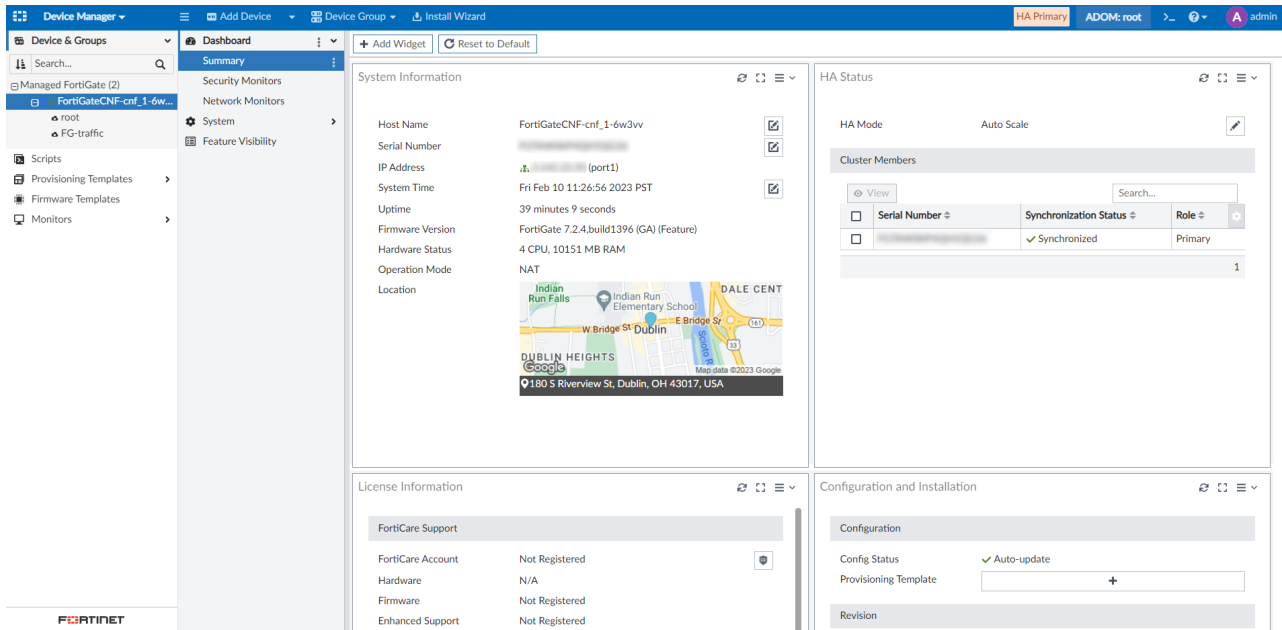 Device Manager
Add Device
Device Group
Install Wizard
HA Primary
ADOM: root
>_
A
admin
Device & Groups
Search...
Managed FortiGate (2)
FortiGateCNF-cnf_1-6w...
root
FG-traffic
Scripts
Provisioning Templates
Firmware Templates
Monitors
FORTINET
Dashboard
Summary
Security Monitors
Network Monitors
System
Feature Visibility
+ Add Widget
Reset to Default
System Information
Host Name FortiGateCNF-cnf_1-6w3vv
Serial Number
IP Address (port1)
System Time Fri Feb 10 11:26:56 2023 PST
Uptime 39 minutes 9 seconds
Firmware Version FortiGate 7.2.4,build1396 (GA) (Feature)
Hardware Status 4 CPU, 10151 MB RAM
Operation Mode NAT
Location
Indian
Run Falls
Indian Run
Elementary School
DALE CENT
W Bridge St
Dublin
E Bridge St
161
33
Scioto R
DUBLIN HEIGHTS
Google
Map data ©2023 Google
180 S Riverview St, Dublin, OH 43017, USA
HA Status
HA Mode Auto Scale
Cluster Members
View
Search...
Serial Number Synchronization Status Role
Synchronized Primary
1
License Information
FortiCare Support
FortiCare Account Not Registered
Hardware N/A
Firmware Not Registered
Enhanced Support Not Registered
Configuration and Installation
Configuration
Config Status Auto-update
Provisioning Template +
Revision